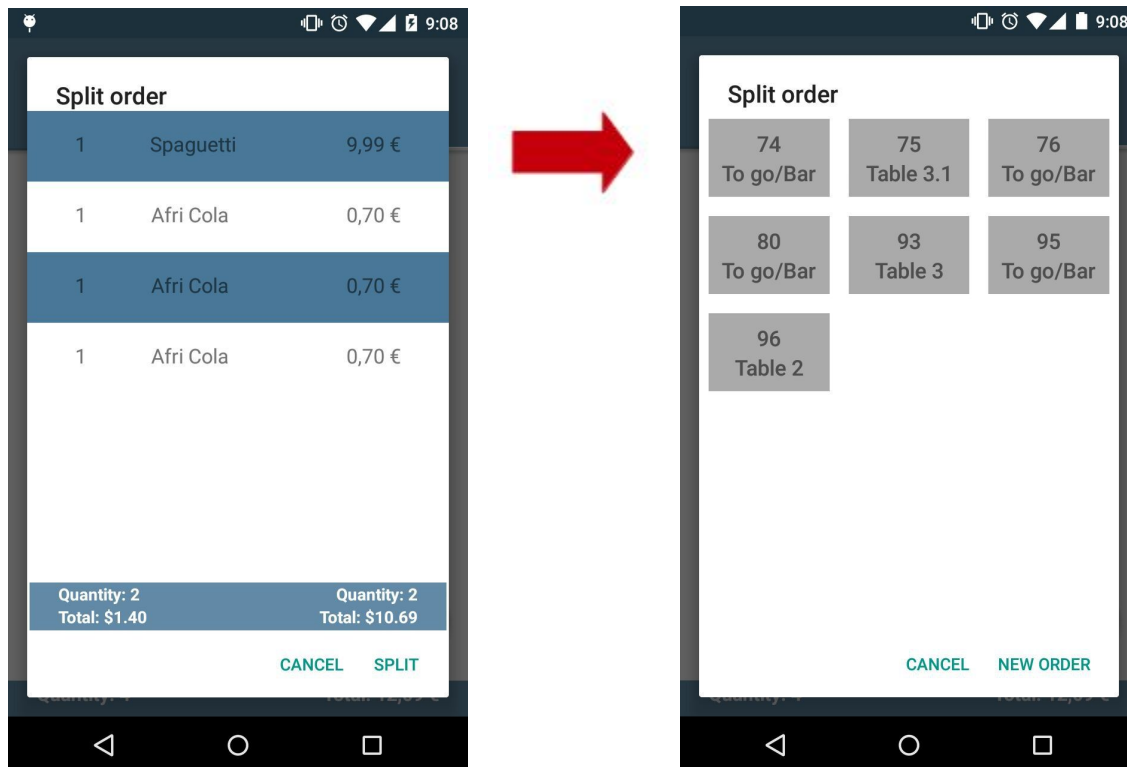 9:08
Split order
1 Spaguetti 9,99 €
1 Afri Cola 0,70 €
1 Afri Cola 0,70 €
1 Afri Cola 0,70 €
Quantity: 2 Quantity: 2
Total: $1.40 Total: $10.69
CANCEL SPLIT
9:08
Split order
74 75 76
To go/Bar Table 3.1 To go/Bar
80 93 95
To go/Bar Table 3 To go/Bar
96
Table 2
CANCEL NEW ORDER